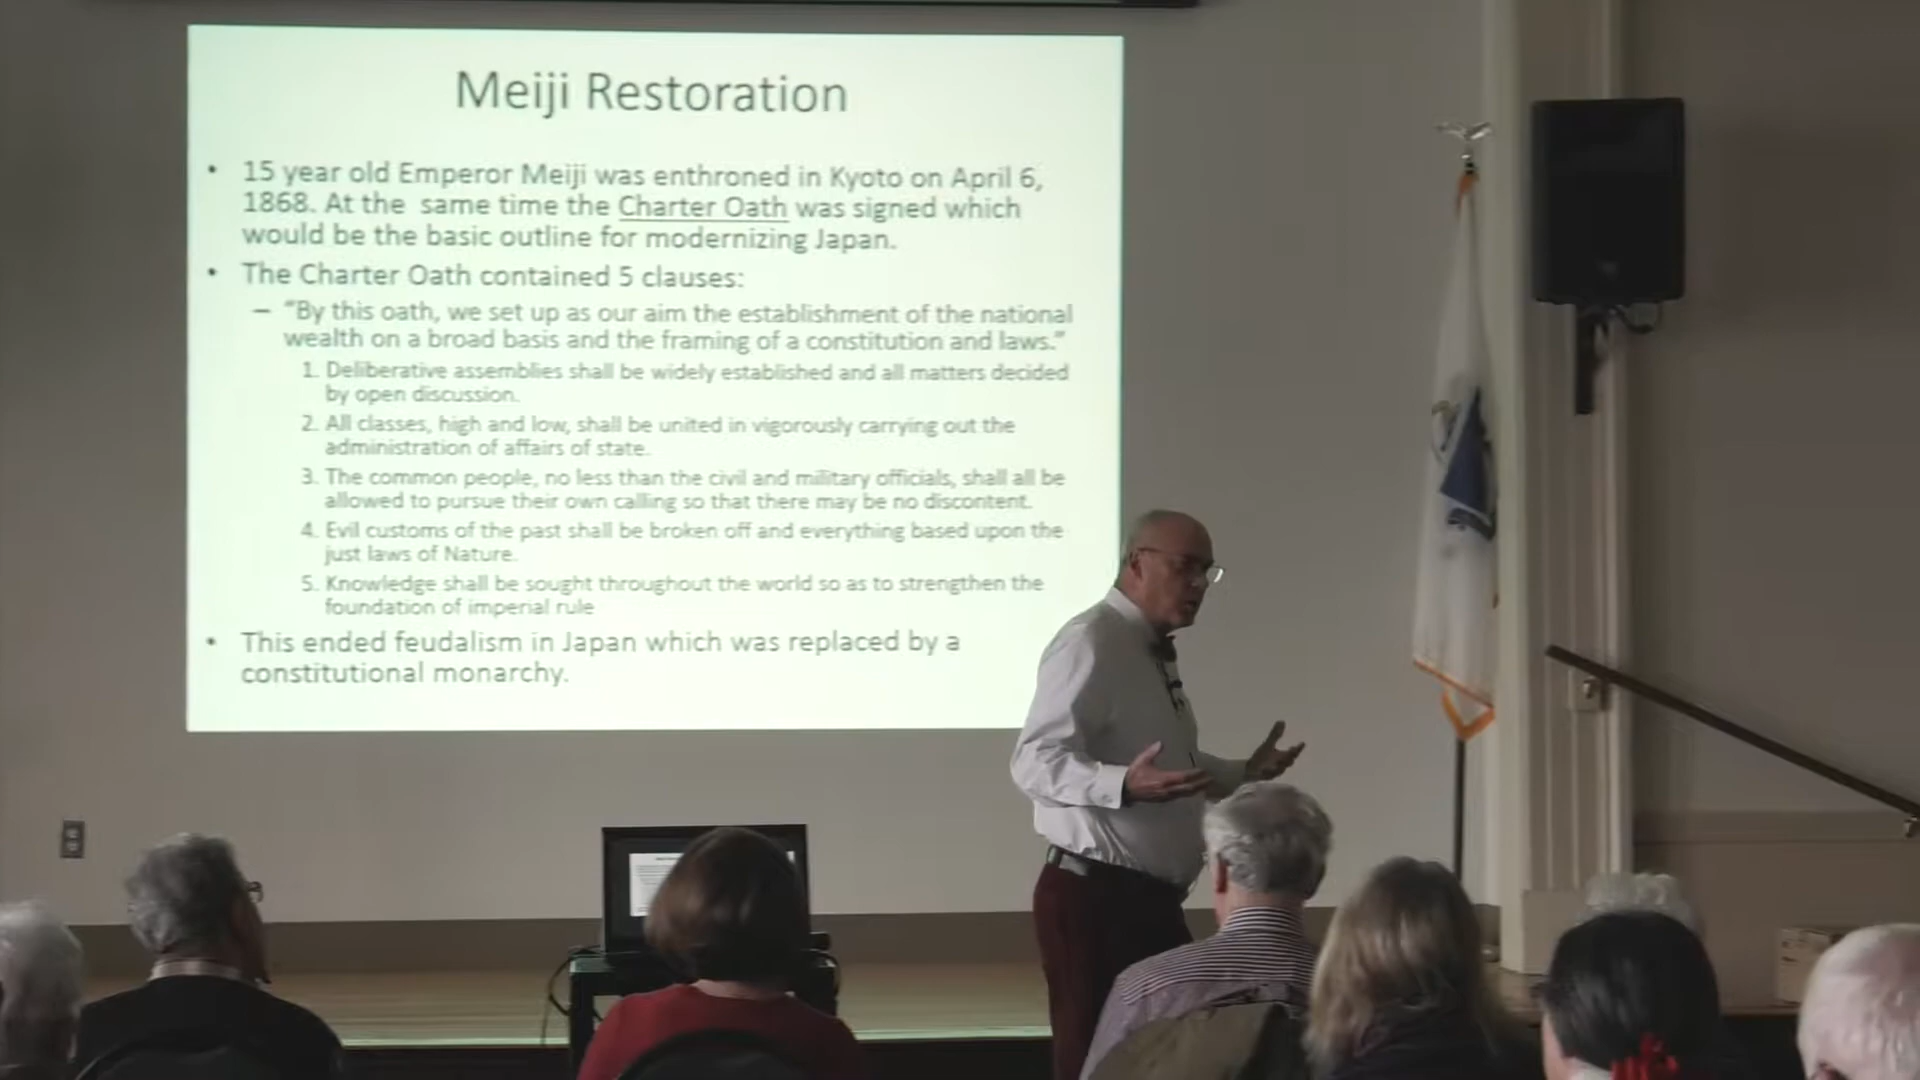 Meiji Restoration
• 15 year old Emperor Meiji was enthroned in Kyoto on April 6,
1868. At the same time the Charter Oath was signed which
would be the basic outline for modernizing Japan.
• The Charter Oath contained 5 clauses:
– “By this oath, we set up as our aim the establishment of the national
wealth on a broad basis and the framing of a constitution and laws.”
1. Deliberative assemblies shall be widely established and all matters decided
by open discussion.
2. All classes, high and low, shall be united in vigorously carrying out the
administration of affairs of state.
3. The common people, no less than the civil and military officials, shall all be
allowed to pursue their own calling so that there may be no discontent.
4. Evil customs of the past shall be broken off and everything based upon the
just laws of Nature.
5. Knowledge shall be sought throughout the world so as to strengthen the
foundation of imperial rule
• This ended feudalism in Japan which was replaced by a
constitutional monarchy.